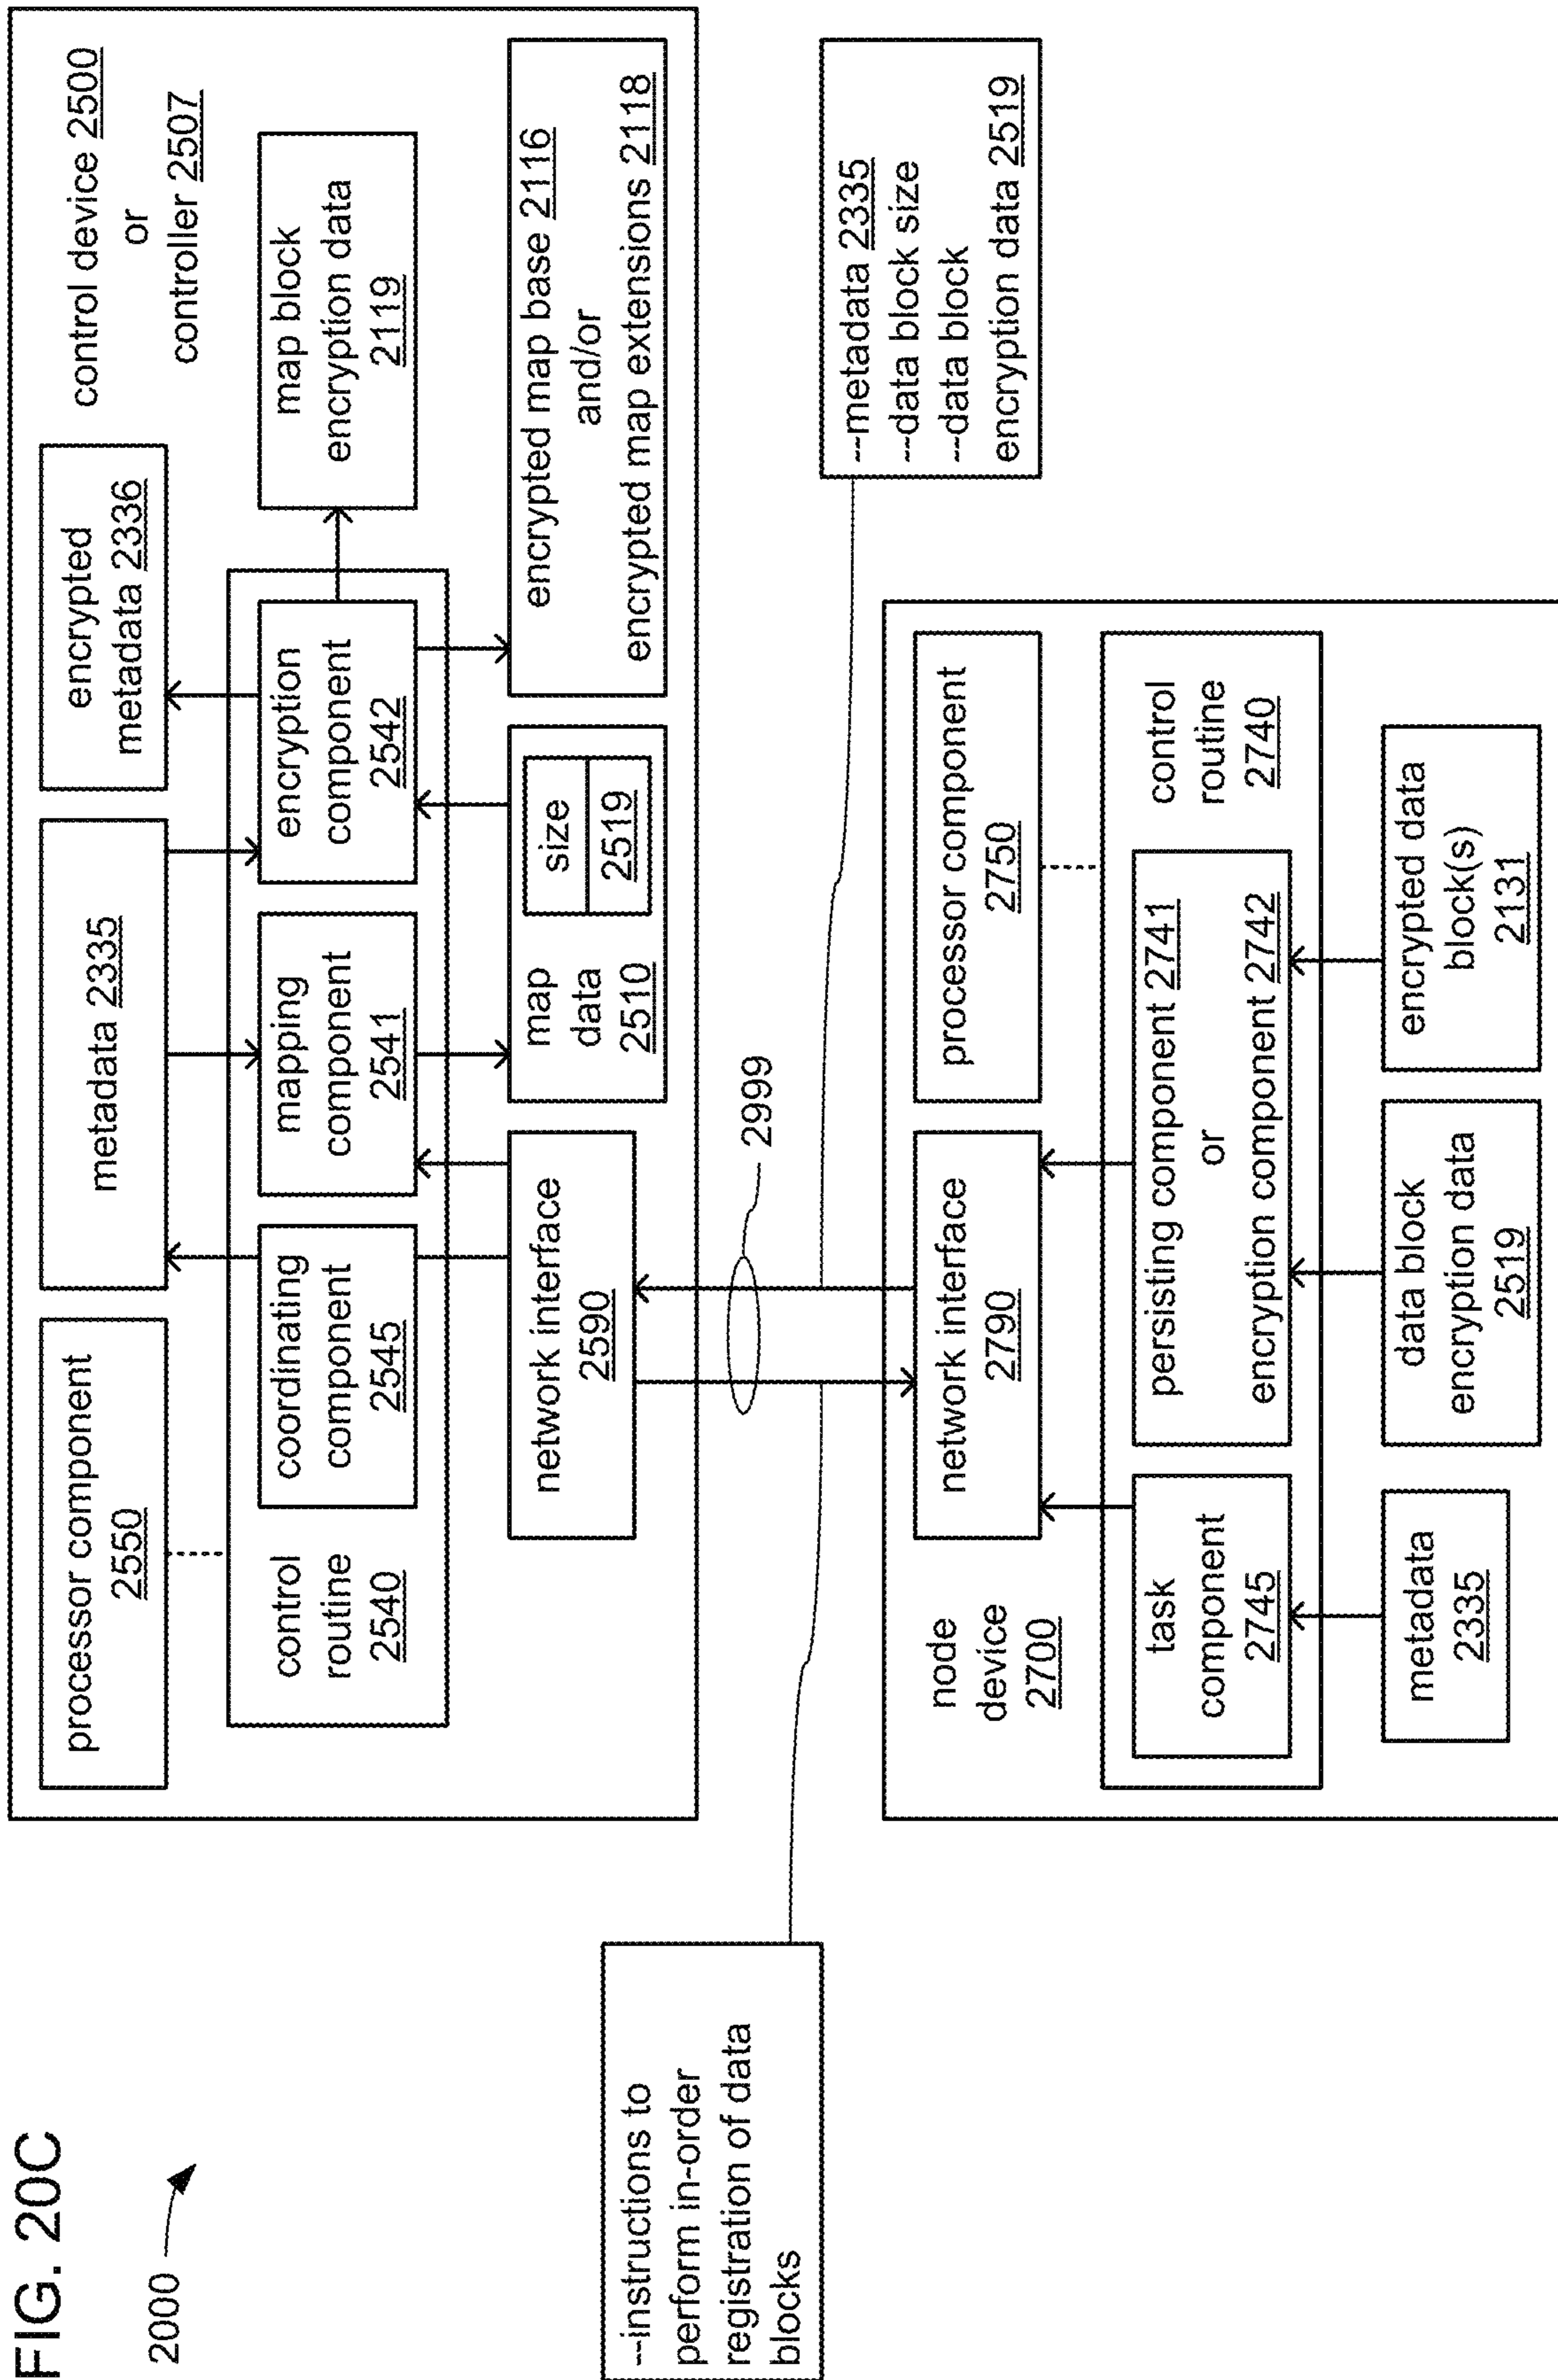 FIG. 20C
2000
processor component
2550
metadata 2335
encrypted
metadata 2336
control device 2500
or
controller 2507
control
routine
2540
coordinating
component
2545
mapping
component
2541
encryption
component
2542
map block
encryption data
2119
network interface
2590
map
data
2510
size
2519
encrypted map base 2116
and/or
encrypted map extensions 2118
2999
--instructions to
perform in-order
registration of data
blocks
--metadata 2335
--data block size
--data block
encryption data 2519
node
device
2700
network interface
2790
processor component
2750
task
component
2745
persisting component 2741
or
encryption component 2742
control
routine
2740
metadata
2335
data block
encryption data
2519
encrypted data
block(s)
2131